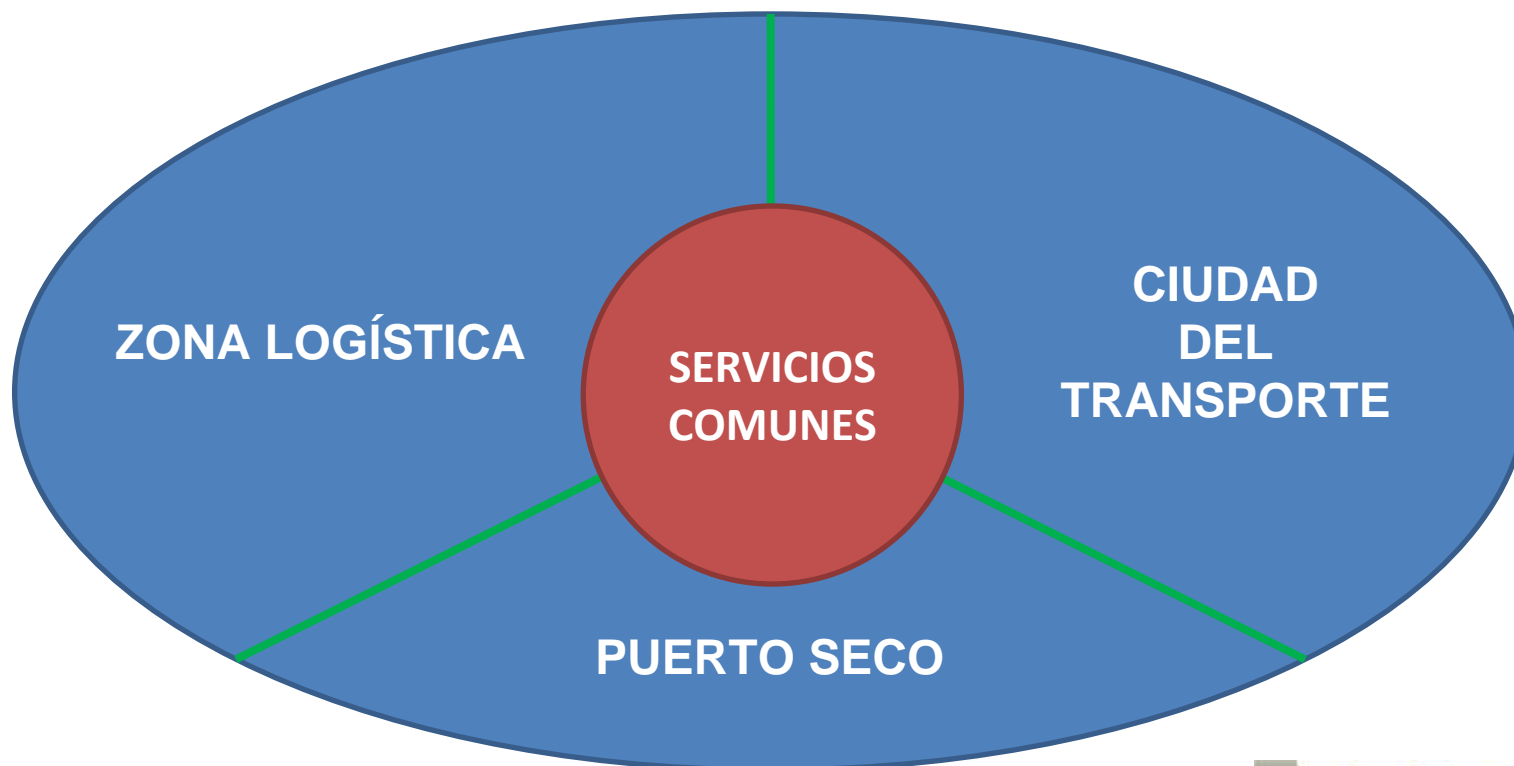 ZONA LOGÍSTICA
CIUDAD
DEL
TRANSPORTE
SERVICIOS
COMUNES
PUERTO SECO